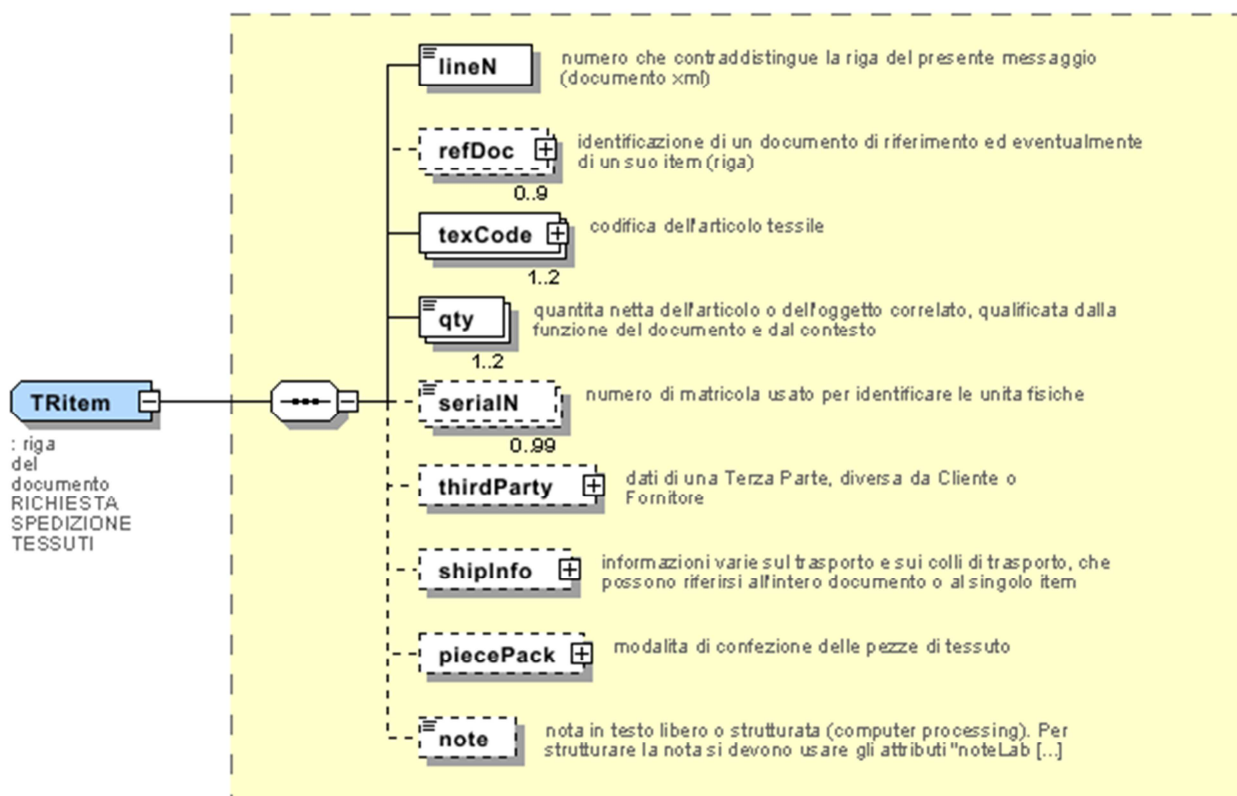 lineN
numero che contraddistingue la riga del presente messaggio
(documento xml)
refDoc
0..9
identificazione di un documento di riferimento ed eventualmente
di un suo item (riga)
texCode
1..2
codifica dell'articolo tessile
qty
1..2
quantita netta dell'articolo o dell'oggetto correlato, qualificata dalla
funzione del documento e dal contesto
TRitem
: riga
del
documento
RICHIESTA
SPEDIZIONE
TESSUTI
serialN
0..99
numero di matricola usato per identificare le unita fisiche
thirdParty
dati di una Terza Parte, diversa da Cliente o
Fornitore
shipInfo
informazioni varie sul trasporto e sui colli di trasporto, che
possono riferirsi all'intero documento o al singolo item
piecePack
modalita di confezione delle pezze di tessuto
note
nota in testo libero o strutturata (computer processing). Per
strutturare la nota si devono usare gli attributi "noteLab [...]